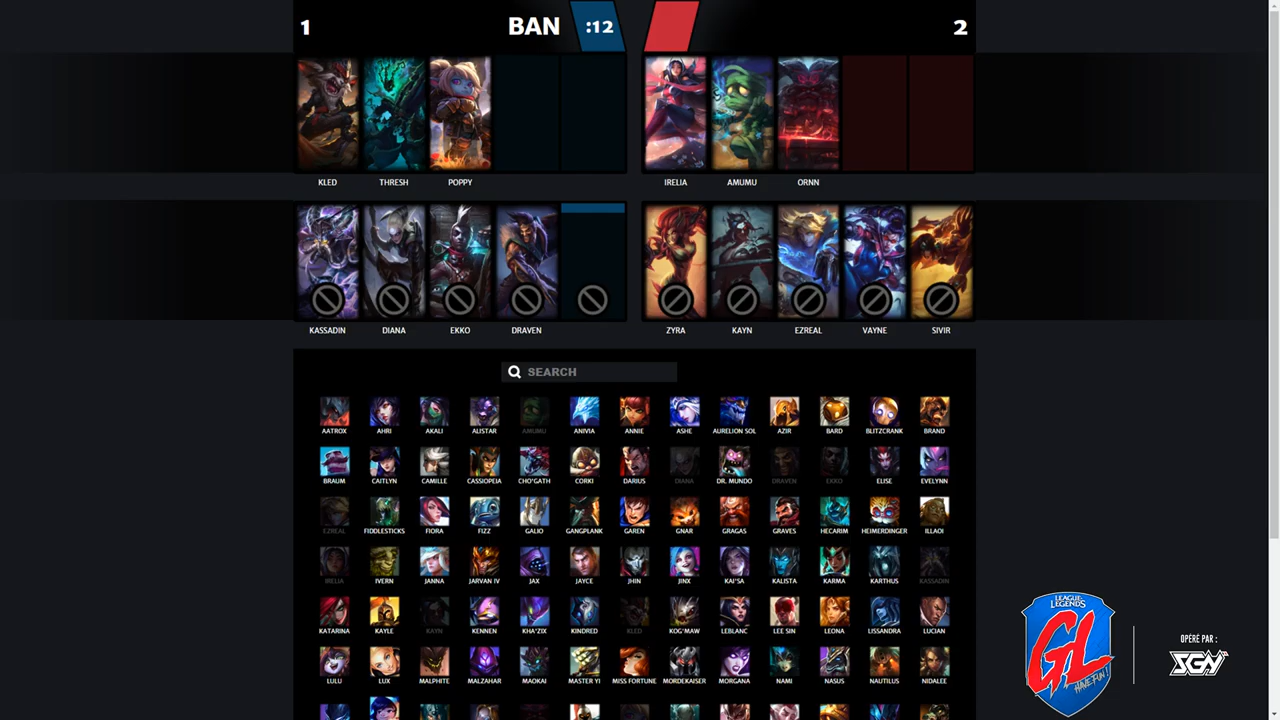 1 BAN :12 2
KLED THRESH POPPY IRELIA AMUMU ORNN
KASSADIN DIANA EKKO DRAVEN ZYRA KAYN EZREAL VAYNE SIVIR
SEARCH
AATROX AHRI AKALI ALISTAR AMUMU ANIVIA ANNIE ASHE AURELION SOL AZIR BARD BLITZCRANK BRAND
BRAUM CAITLYN CAMILLE CASSIOPEIA CHO'GATH CORKI DARIUS DIANA DR. MUNDO DRAVEN EKKO ELISE EVELYNN
EZREAL FIDDLESTICKS FIORA FIZZ GALIO GANGPLANK GAREN GNAR GRAGAS GRAVES HECARIM HEIMERDINGER ILLAOI
IRELIA IVERN JANNA JARVAN IV JAX JAYCE JHIN JINX KAI'SA KALISTA KARMA KARTHUS KASSADIN
KATARINA KAYLE KAYN KENNEN KHA'ZIX KINDRED KLED KOG'MAW LEBLANC LEE SIN LEONA LISSANDRA LUCIAN
LULU LUX MALPHITE MALZAHAR MAOKAI MASTER YI MISS FORTUNE MORDEKAISER MORGANA NAMI NASUS NAUTILUS NIDALEE
LEAGUE OF
LEGENDS
GL
HAVE FUN!
OPÉRÉ PAR :
SGN